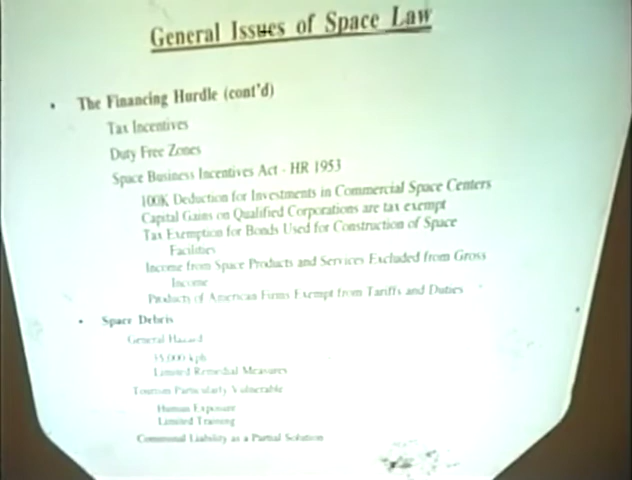 General Issues of Space Law
• The Financing Hurdle (cont'd)
Tax Incentives
Duty Free Zones
Space Business Incentives Act - HR 1953
100K Deduction for Investments in Commercial Space Centers
Capital Gains on Qualified Corporations are tax exempt
Tax Exemption for Bonds Used for Construction of Space
Facilities
Income from Space Products and Services Excluded from Gross
Income
Products of American Firms Exempt from Tariffs and Duties
• Space Debris
General Hazard
35,000 kph
Limited Remedial Measures
Tourism Particularly Vulnerable
Human Exposure
Limited Training
Communal Liability as a Partial Solution